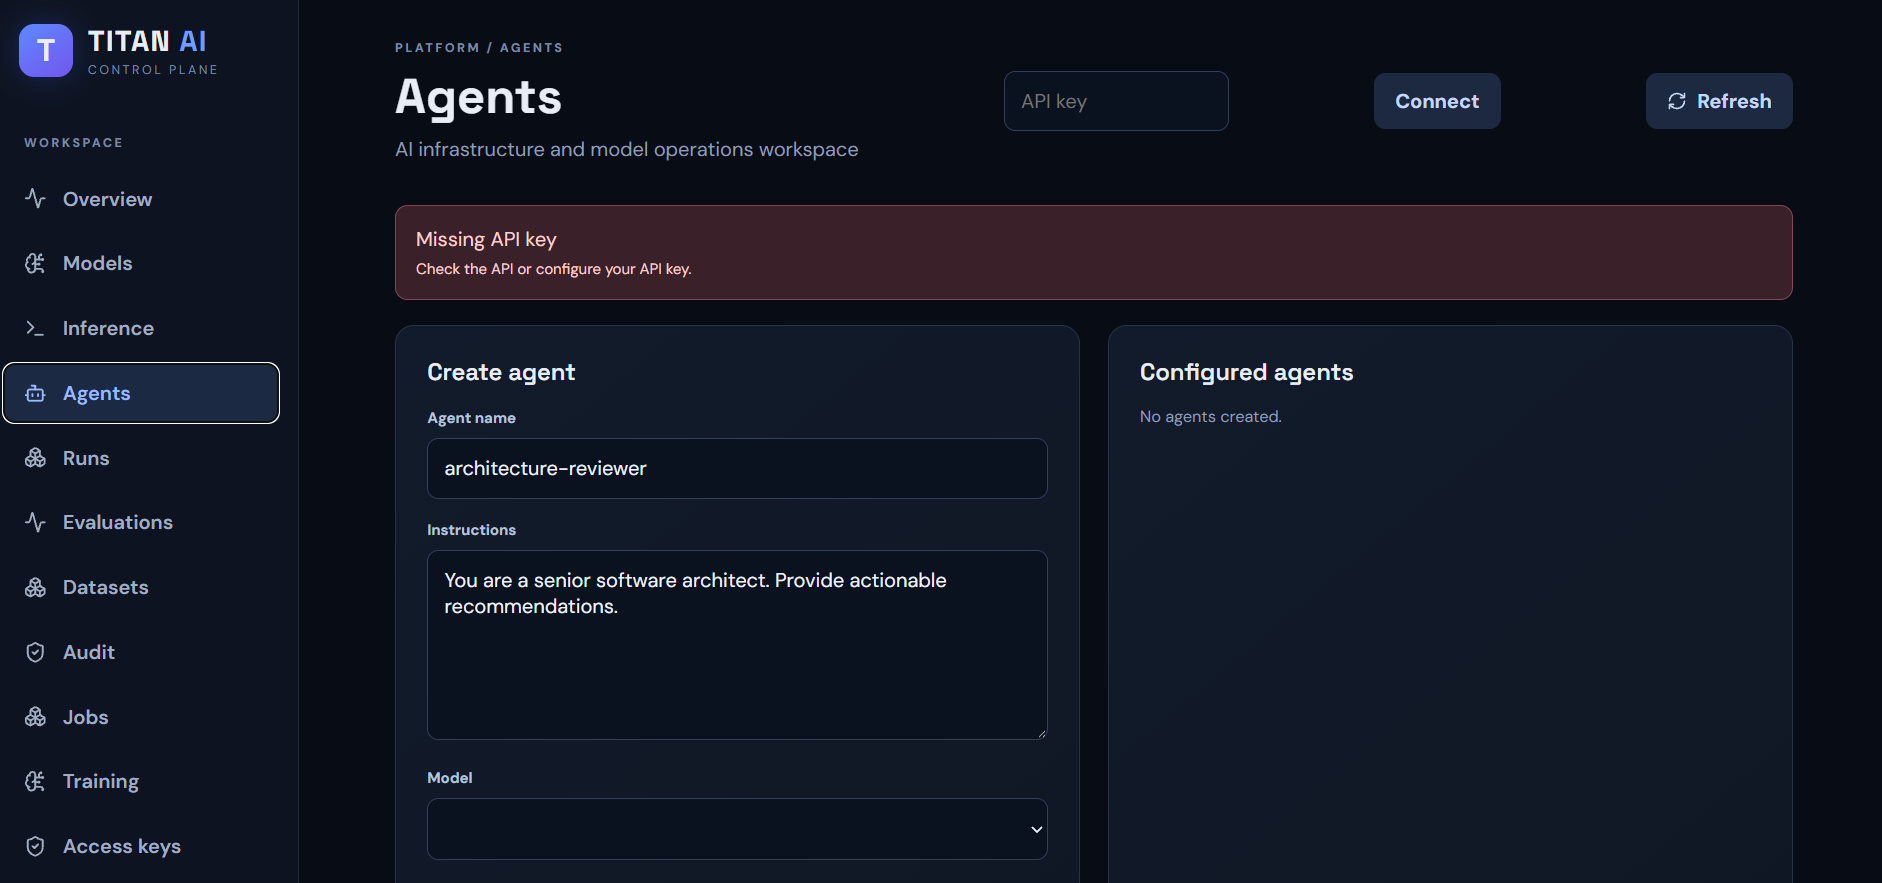 T
TITAN AI
CONTROL PLANE
WORKSPACE
Overview
Models
Inference
Agents
Runs
Evaluations
Datasets
Audit
Jobs
Training
Access keys
PLATFORM / AGENTS
Agents
AI infrastructure and model operations workspace
API key
Connect
Refresh
Missing API key
Check the API or configure your API key.
Create agent
Agent name
architecture-reviewer
Instructions
You are a senior software architect. Provide actionable
recommendations.
Model
Configured agents
No agents created.